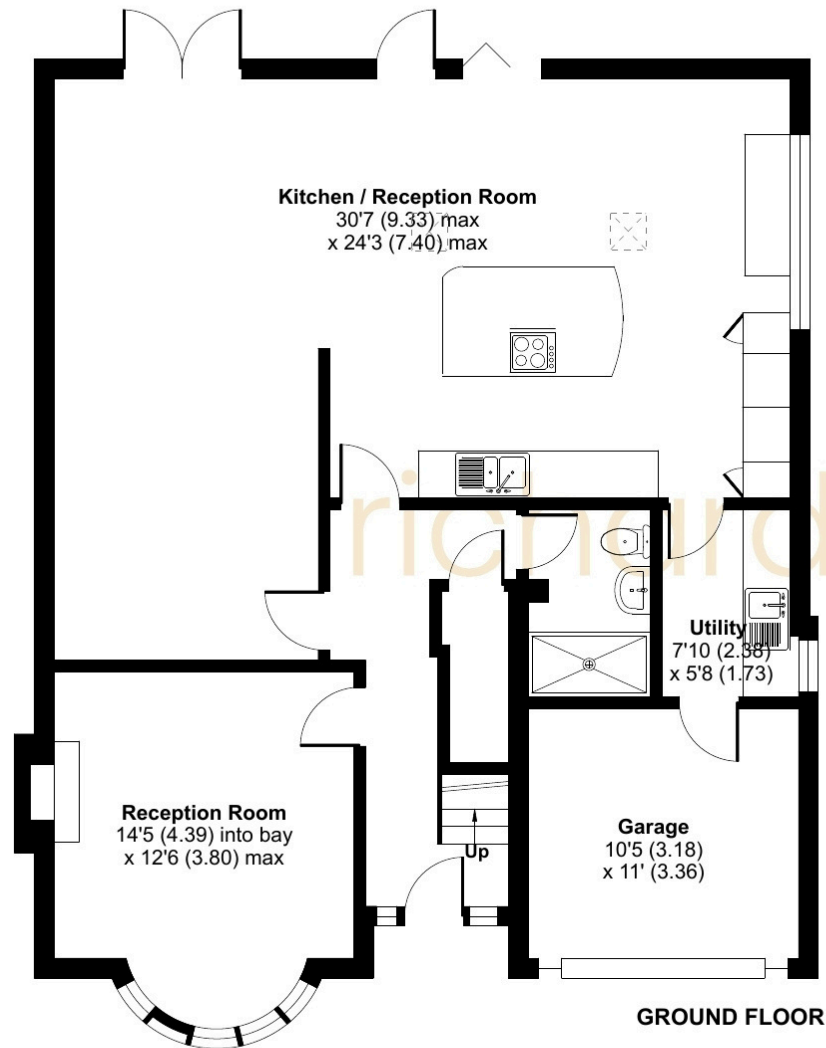 Kitchen / Reception Room
30'7 (9.33) max
x 24'3 (7.40) max
richard
Utility
7'10 (2.38)
x 5'8 (1.73)
Reception Room
14'5 (4.39) into bay
x 12'6 (3.80) max
Up
Garage
10'5 (3.18)
x 11' (3.36)
GROUND FLOOR